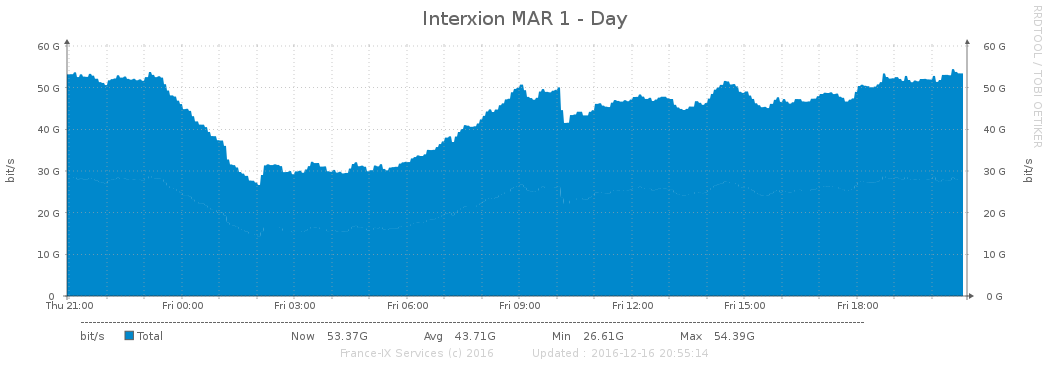 Interxion MAR 1 - Day
RRDTOOL / TOBI OETIKER
60 G 60 G
50 G 50 G
40 G 40 G
30 G 30 G
20 G 20 G
10 G 10 G
0 0 G
bit/s bit/s
Thu 21:00 Fri 00:00 Fri 03:00 Fri 06:00 Fri 09:00 Fri 12:00 Fri 15:00 Fri 18:00
bit/s Total Now 53.37G Avg 43.71G Min 26.61G Max 54.39G
France-IX Services (c) 2016 Updated : 2016-12-16 20:55:14